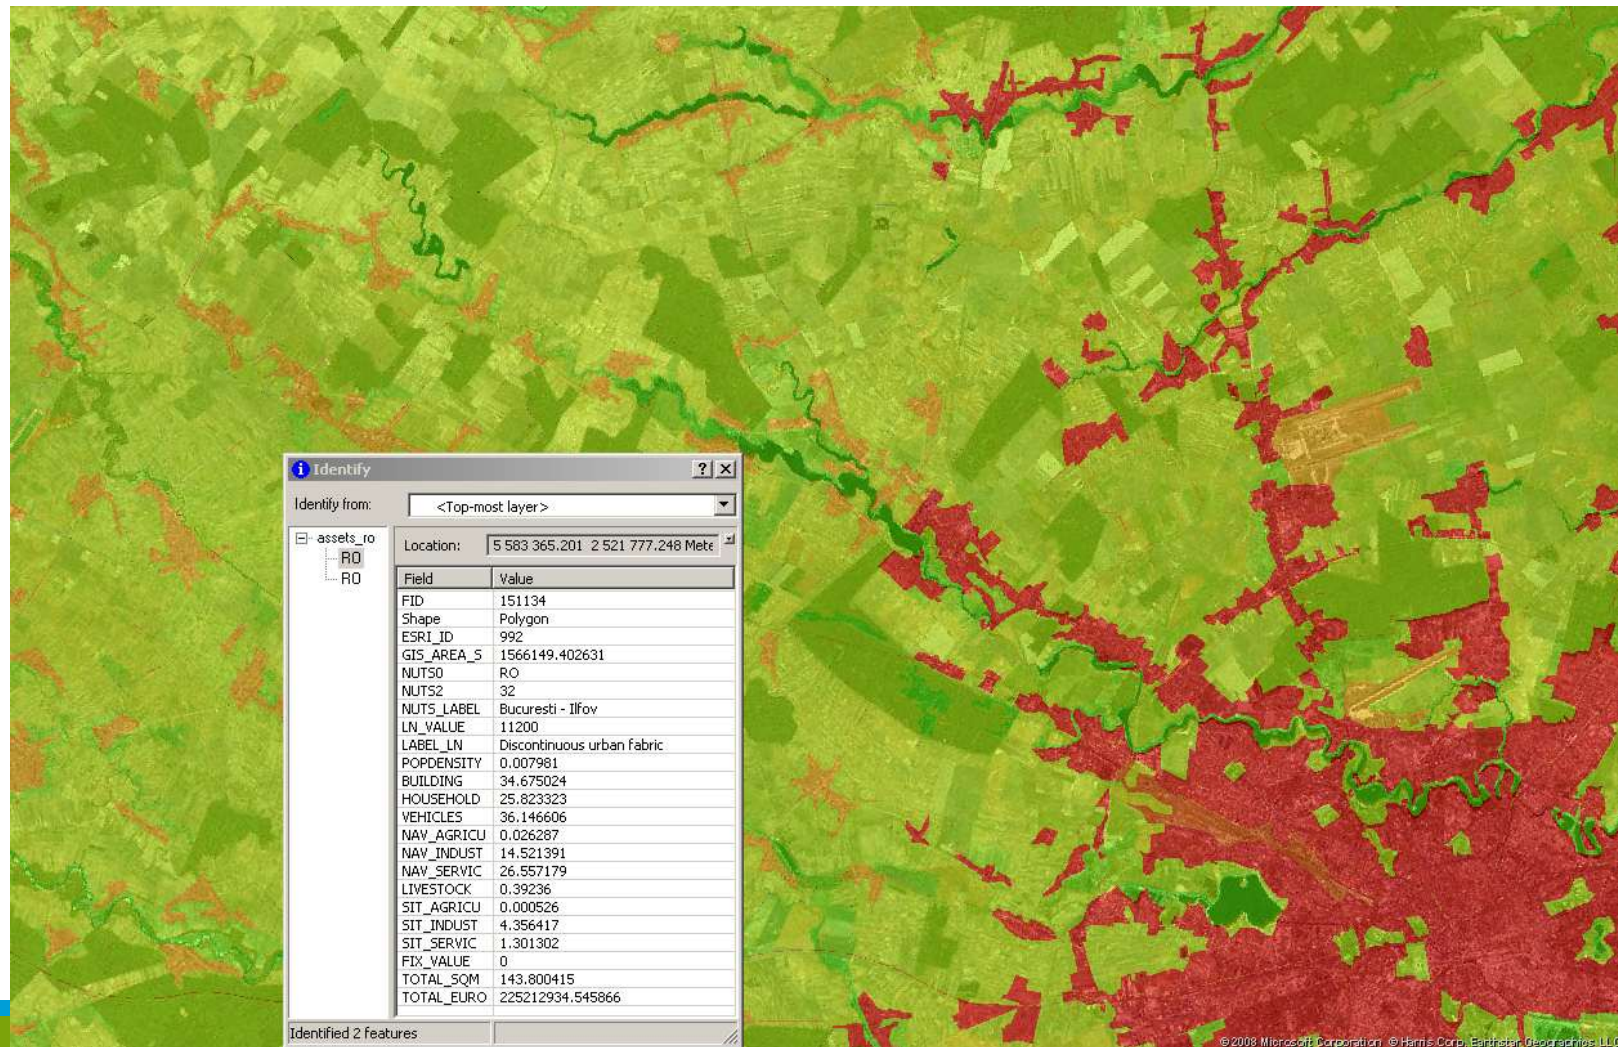 Identify
Identify from: <Top-most layer>
assets_ro
RO
RO
Location: 5 583 365.201 2 521 777.248 Mete
Field Value
FID 151134
Shape Polygon
ESRI_ID 992
GIS_AREA_S 1566149.402631
NUTS0 RO
NUTS2 32
NUTS_LABEL Bucuresti - Ilfov
LN_VALUE 11200
LABEL_LN Discontinuous urban fabric
POPDENSITY 0.007981
BUILDING 34.675024
HOUSEHOLD 25.823323
VEHICLES 36.146606
NAV_AGRICU 0.026287
NAV_INDUST 14.521391
NAV_SERVIC 26.557179
LIVESTOCK 0.39236
SIT_AGRICU 0.000526
SIT_INDUST 4.356417
SIT_SERVIC 1.301302
FIX_VALUE 0
TOTAL_SQM 143.800415
TOTAL_EURO 225212934.545866
Identified 2 features
©2008 Microsoft Corporation © Harris Corp, Earthstar Geographics LLC